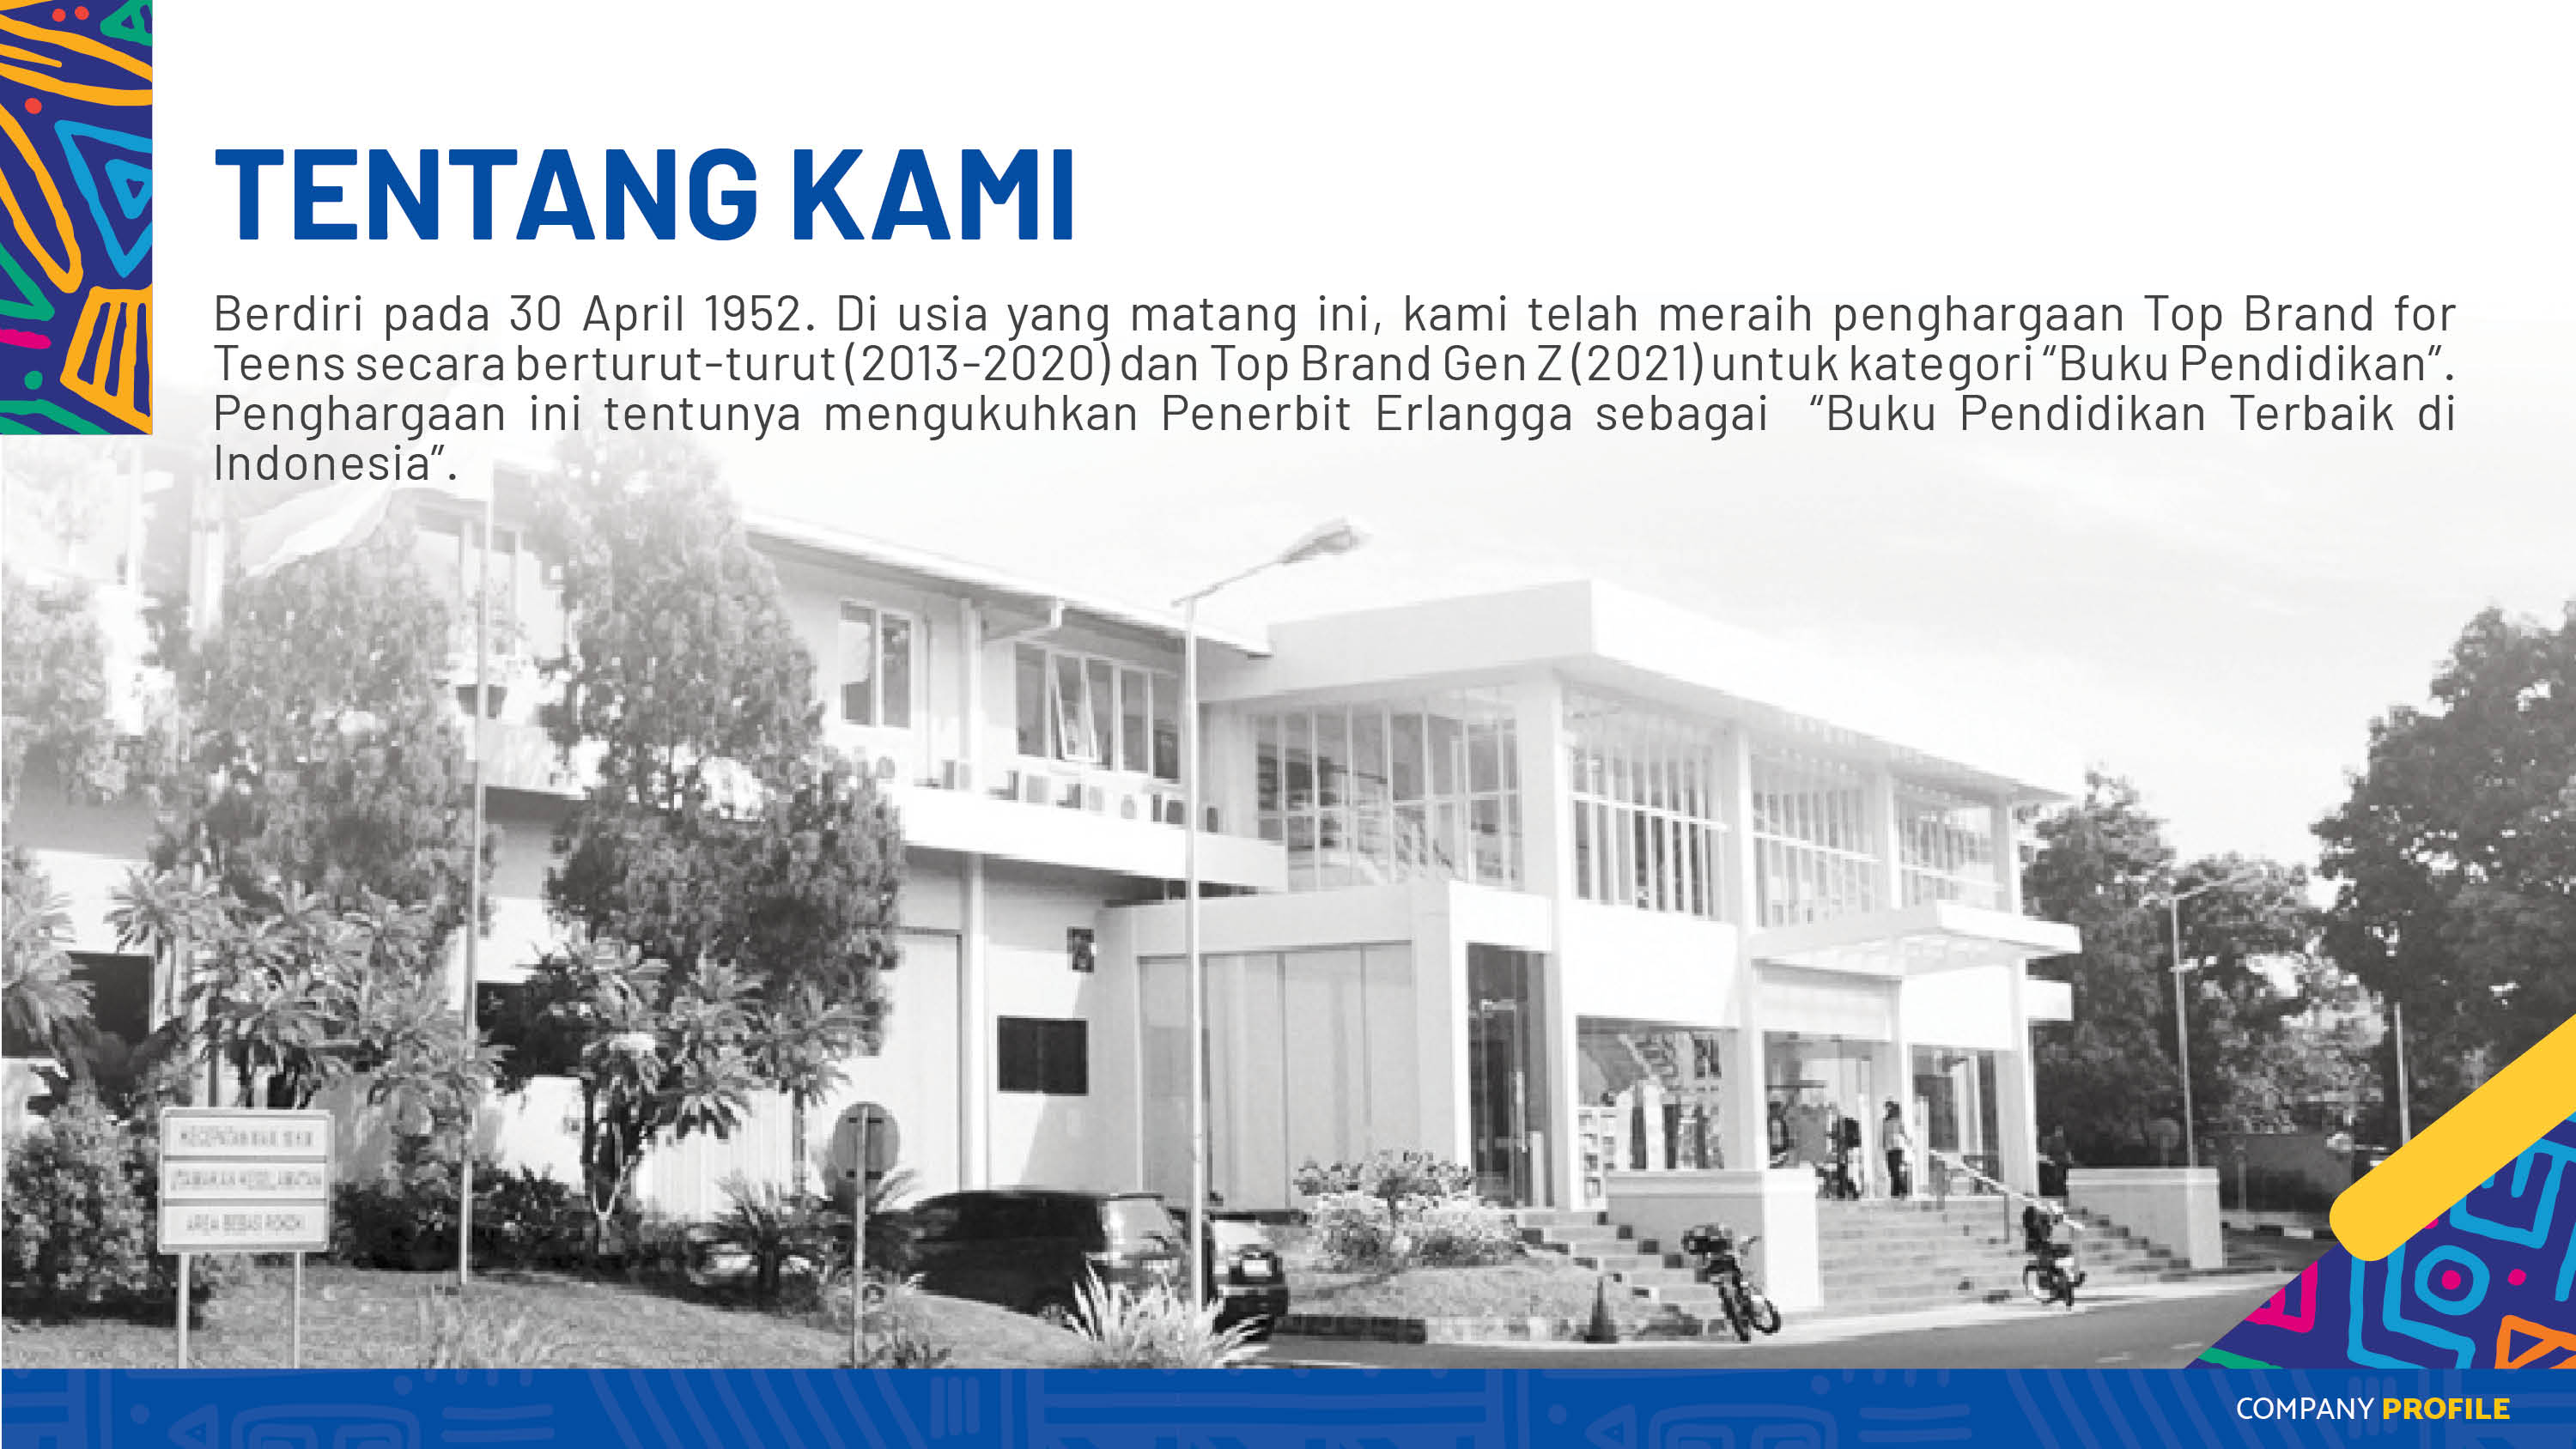 TENTANG KAMI
Berdiri pada 30 April 1952. Di usia yang matang ini, kami telah meraih penghargaan Top Brand for
Teens secara berturut-turut (2013-2020) dan Top Brand Gen Z (2021) untuk kategori “Buku Pendidikan”.
Penghargaan ini tentunya mengukuhkan Penerbit Erlangga sebagai “Buku Pendidikan Terbaik di
Indonesia”.
AREA BEBAS ROKOK
COMPANY PROFILE